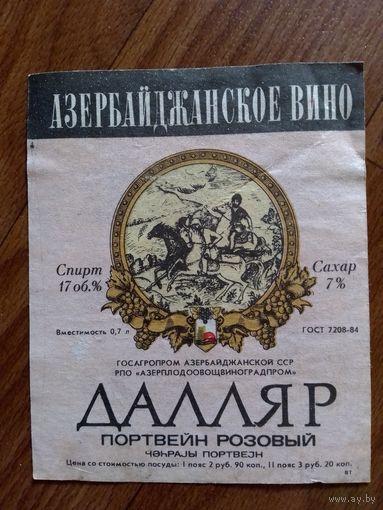 АЗЕРБАЙДЖАНСКОЕ ВИНО
Спирт
17 об.%
Сахар
7%
Вместимость 0,7 л
ГОСТ 7208-84
ГОСАГРОПРОМ АЗЕРБАЙДЖАНСКОЙ ССР
РПО «АЗЕРПЛОДООВОЩВИНОГРАДПРОМ»
ДАЛЛЯР
ПОРТВЕЙН РОЗОВЫЙ
ЧӘҺРАЈЫ ПОРТВЕЈН
Цена со стоимостью посуды: I пояс 2 руб. 90 коп., II пояс 3 руб. 20 коп.
вт
ay.by